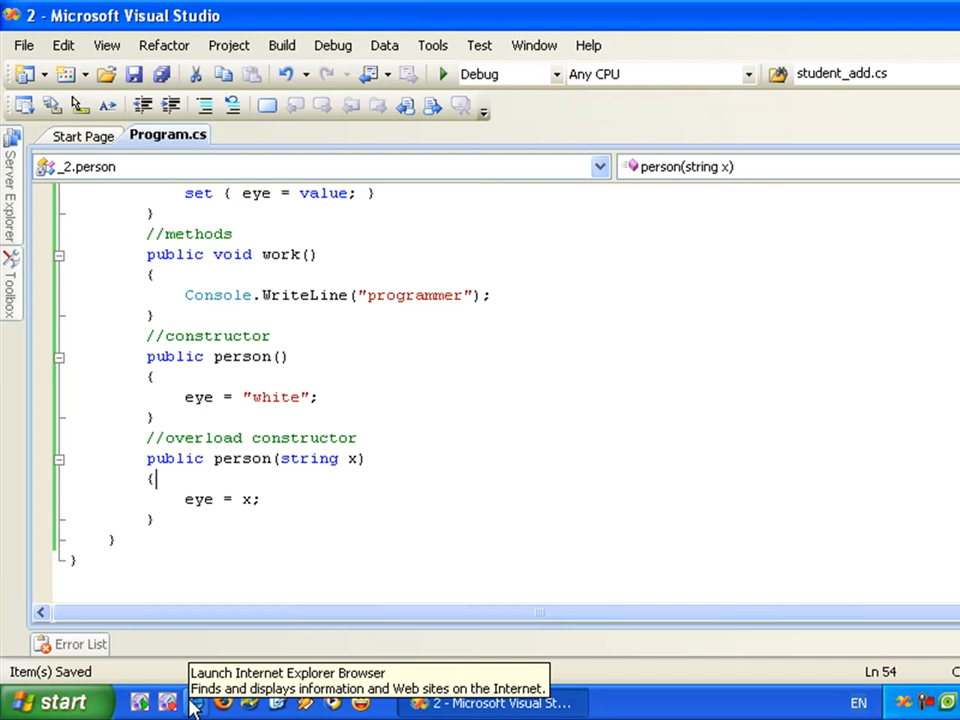 2 - Microsoft Visual Studio
File Edit View Refactor Project Build Debug Data Tools Test Window Help
Debug Any CPU student_add.cs
Start Page Program.cs
_2.person person(string x)
Server Explorer
Toolbox
set { eye = value; }
}
//methods
public void work()
{
Console.WriteLine("programmer");
}
//constructor
public person()
{
eye = "white";
}
//overload constructor
public person(string x)
{
eye = x;
}
}
}
Error List
Item(s) Saved Ln 54
Launch Internet Explorer Browser
Finds and displays information and Web sites on the Internet.
start 2 - Microsoft Visual St... EN